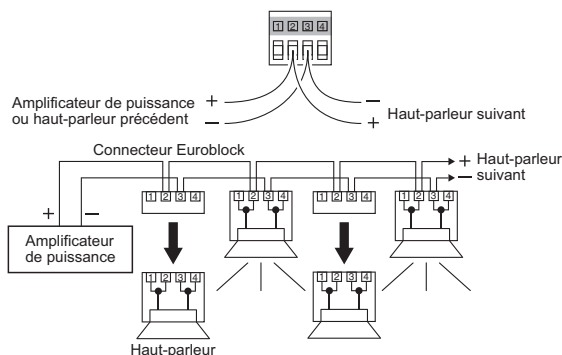 1 2 3 4
Amplificateur de puissance + −
ou haut-parleur précédent − + Haut-parleur suivant
Connecteur Euroblock
+ Haut-parleur
− suivant
1 2 3 4 1 2 3 4 1 2 3 4 1 2 3 4
+ −
Amplificateur
de puissance
1 2 3 4 1 2 3 4
Haut-parleur